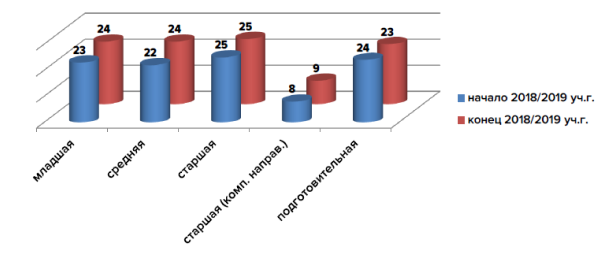 24 24 25 9 23
23 22 25 8 24
начало 2018/2019 уч.г.
конец 2018/2019 уч.г.
младшая
средняя
старшая
старшая (комп. направ.)
подготовительная